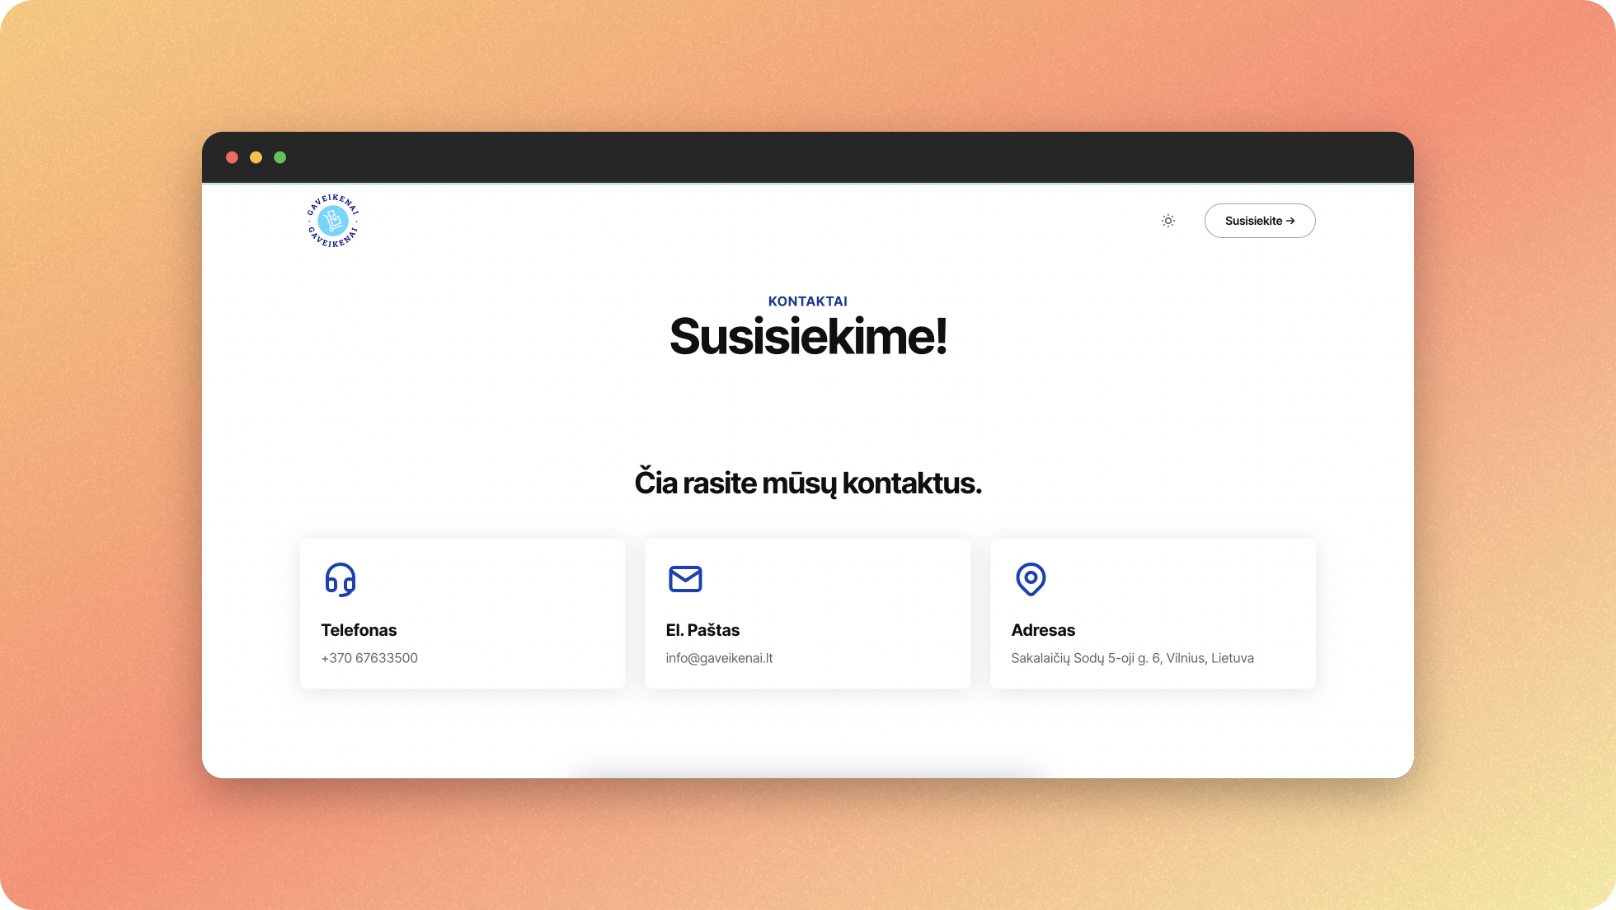 GAVEIKENAI · GAVEIKENAI ·
Susisiekite →
KONTAKTAI
Susisiekime!
Čia rasite mūsų kontaktus.
Telefonas
+370 67633500
El. Paštas
info@gaveikenai.lt
Adresas
Sakalaičių Sodų 5-oji g. 6, Vilnius, Lietuva